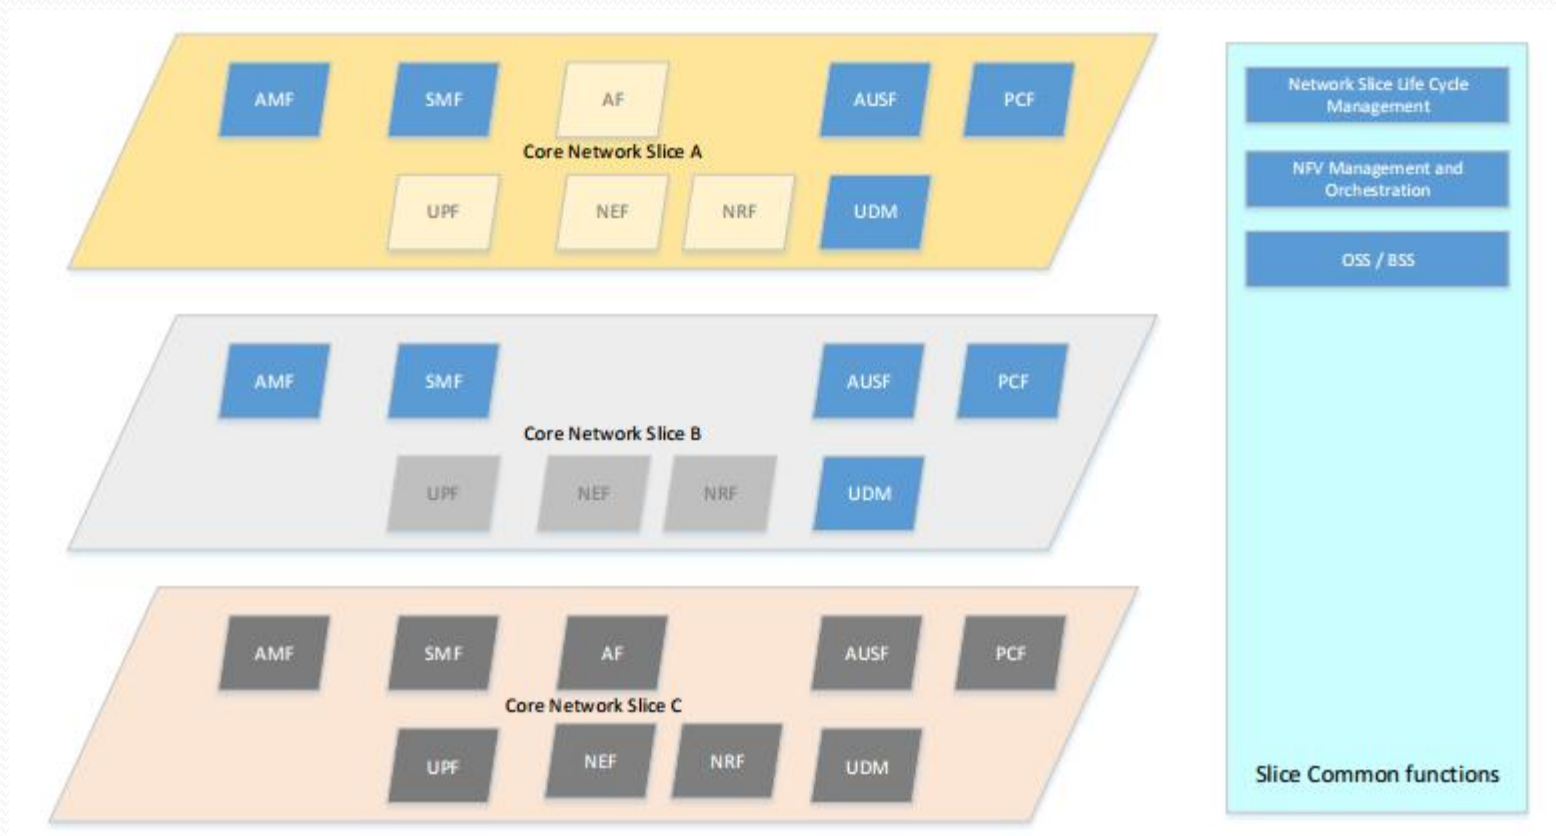 AMF
SMF
AF
AUSF
PCF
Core Network Slice A
UPF
NEF
NRF
UDM
AMF
SMF
AUSF
PCF
Core Network Slice B
UPF
NEF
NRF
UDM
AMF
SMF
AF
AUSF
PCF
Core Network Slice C
UPF
NEF
NRF
UDM
Network Slice Life Cycle
Management
NFV Management and
Orchestration
OSS / BSS
Slice Common functions